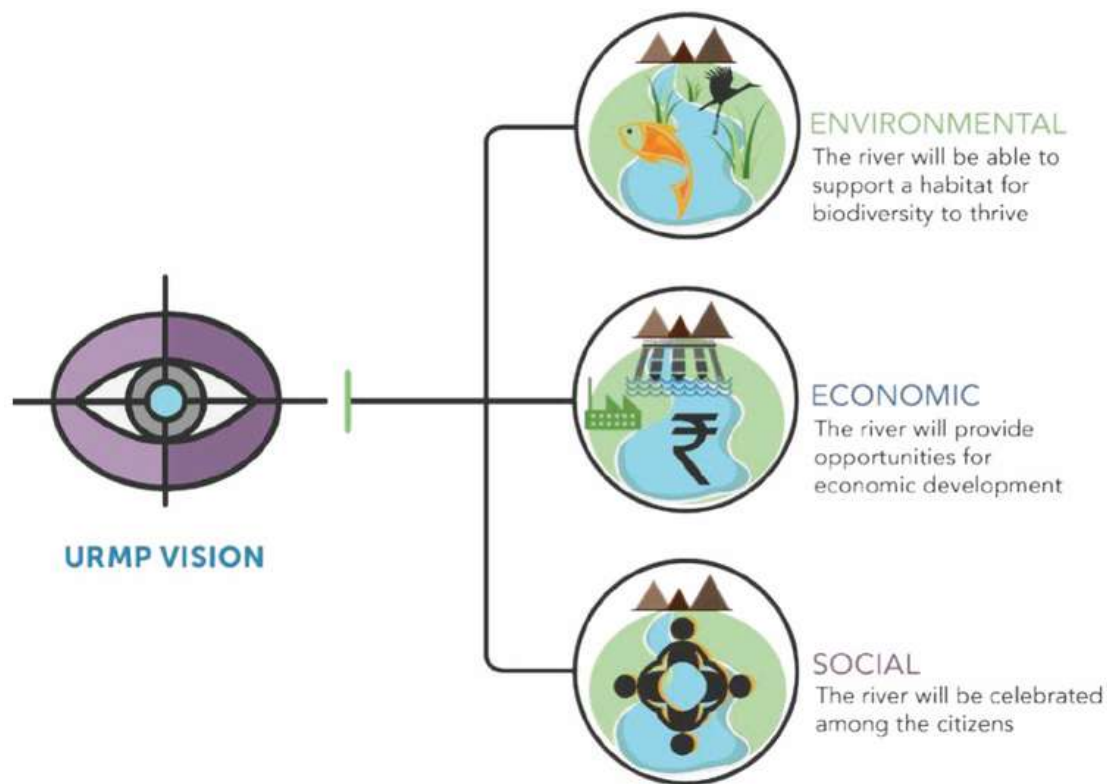 URMP VISION
ENVIRONMENTAL
The river will be able to
support a habitat for
biodiversity to thrive
₹
ECONOMIC
The river will provide
opportunities for
economic development
SOCIAL
The river will be celebrated
among the citizens